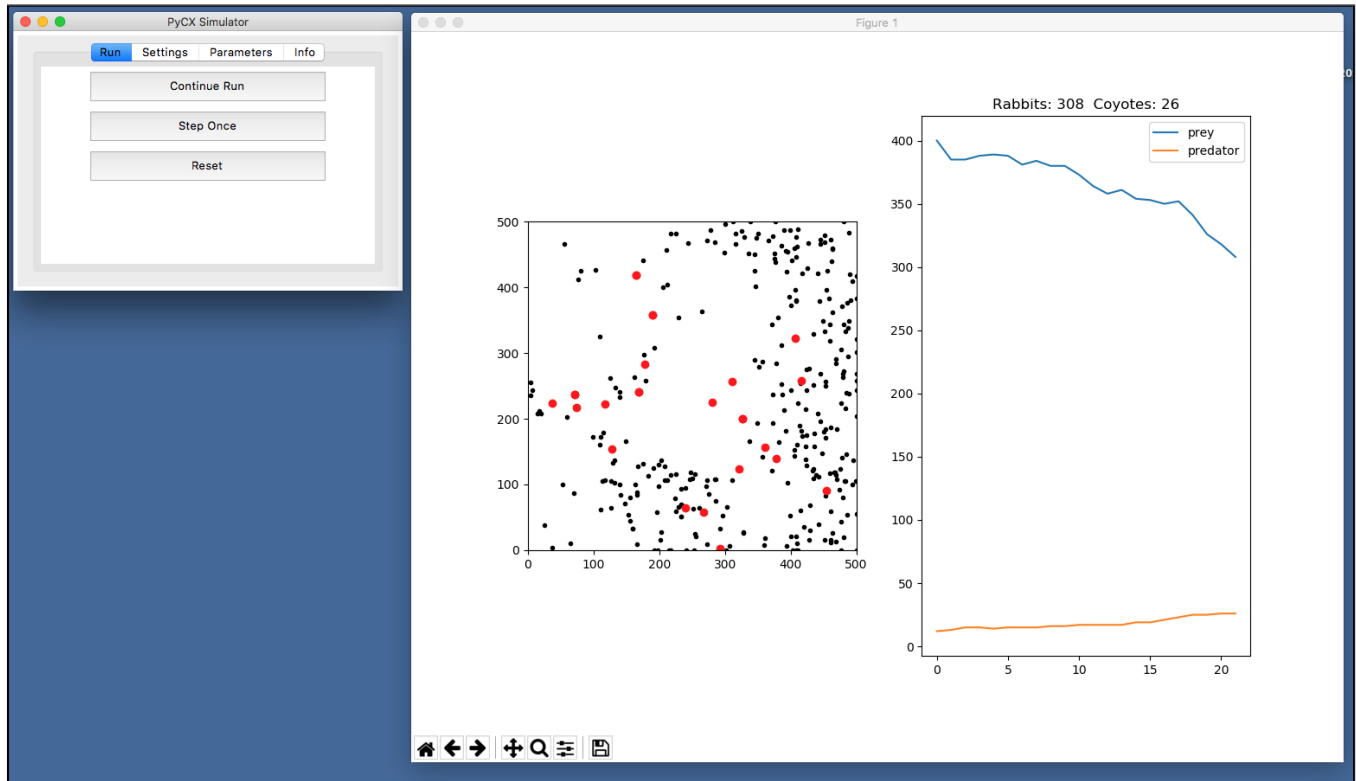 PyCX Simulator
Run Settings Parameters Info
Continue Run
Step Once
Reset
Figure 1
20
Rabbits: 308 Coyotes: 26
prey
predator
400
350
300
250
200
150
100
50
0
0 5 10 15 20
500
400
300
200
100
0
0 100 200 300 400 500